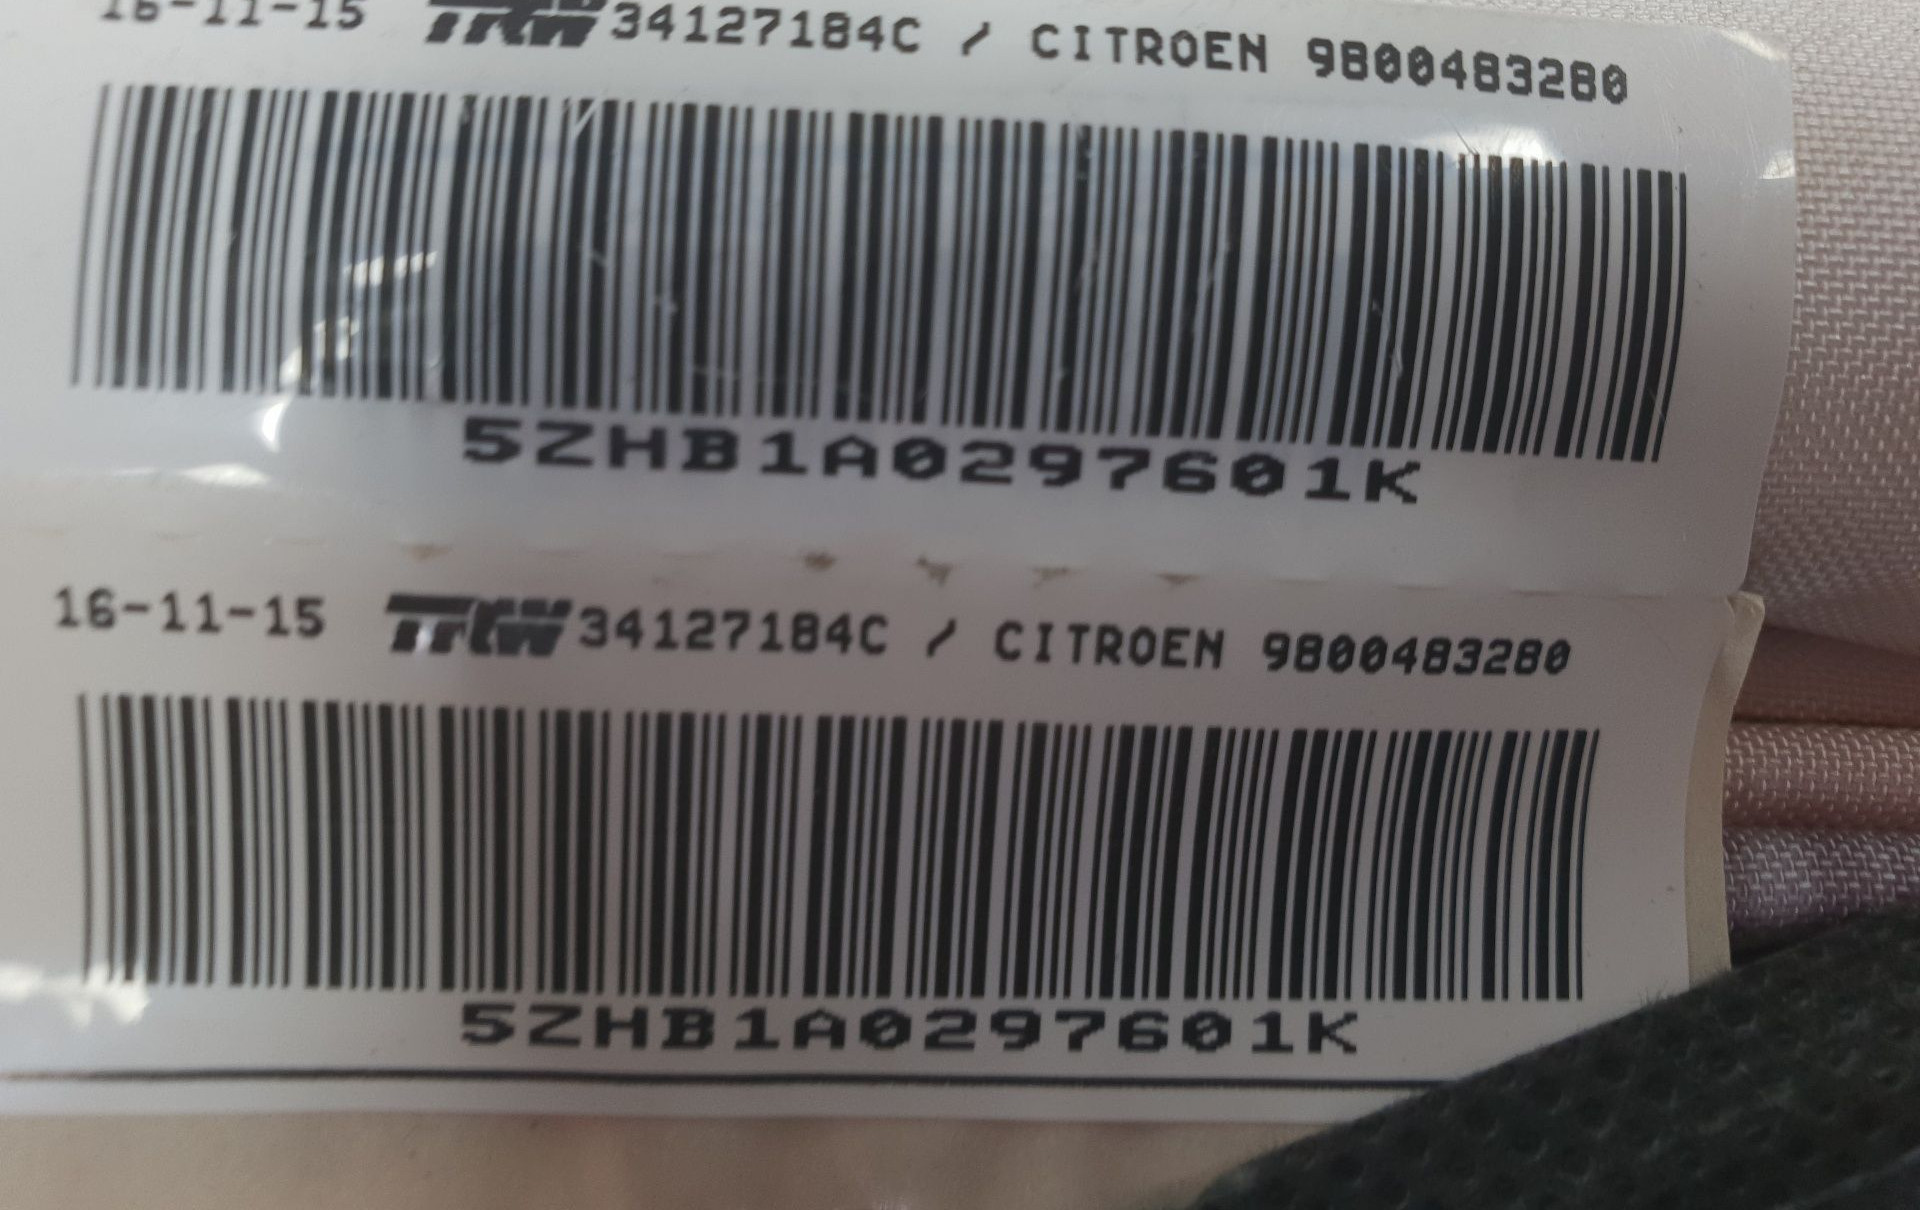 16-11-15 TRW 34127184C / CITROEN 9800483280
5ZHB1A0297601K
16-11-15 TRW 34127184C / CITROEN 9800483280
5ZHB1A0297601K